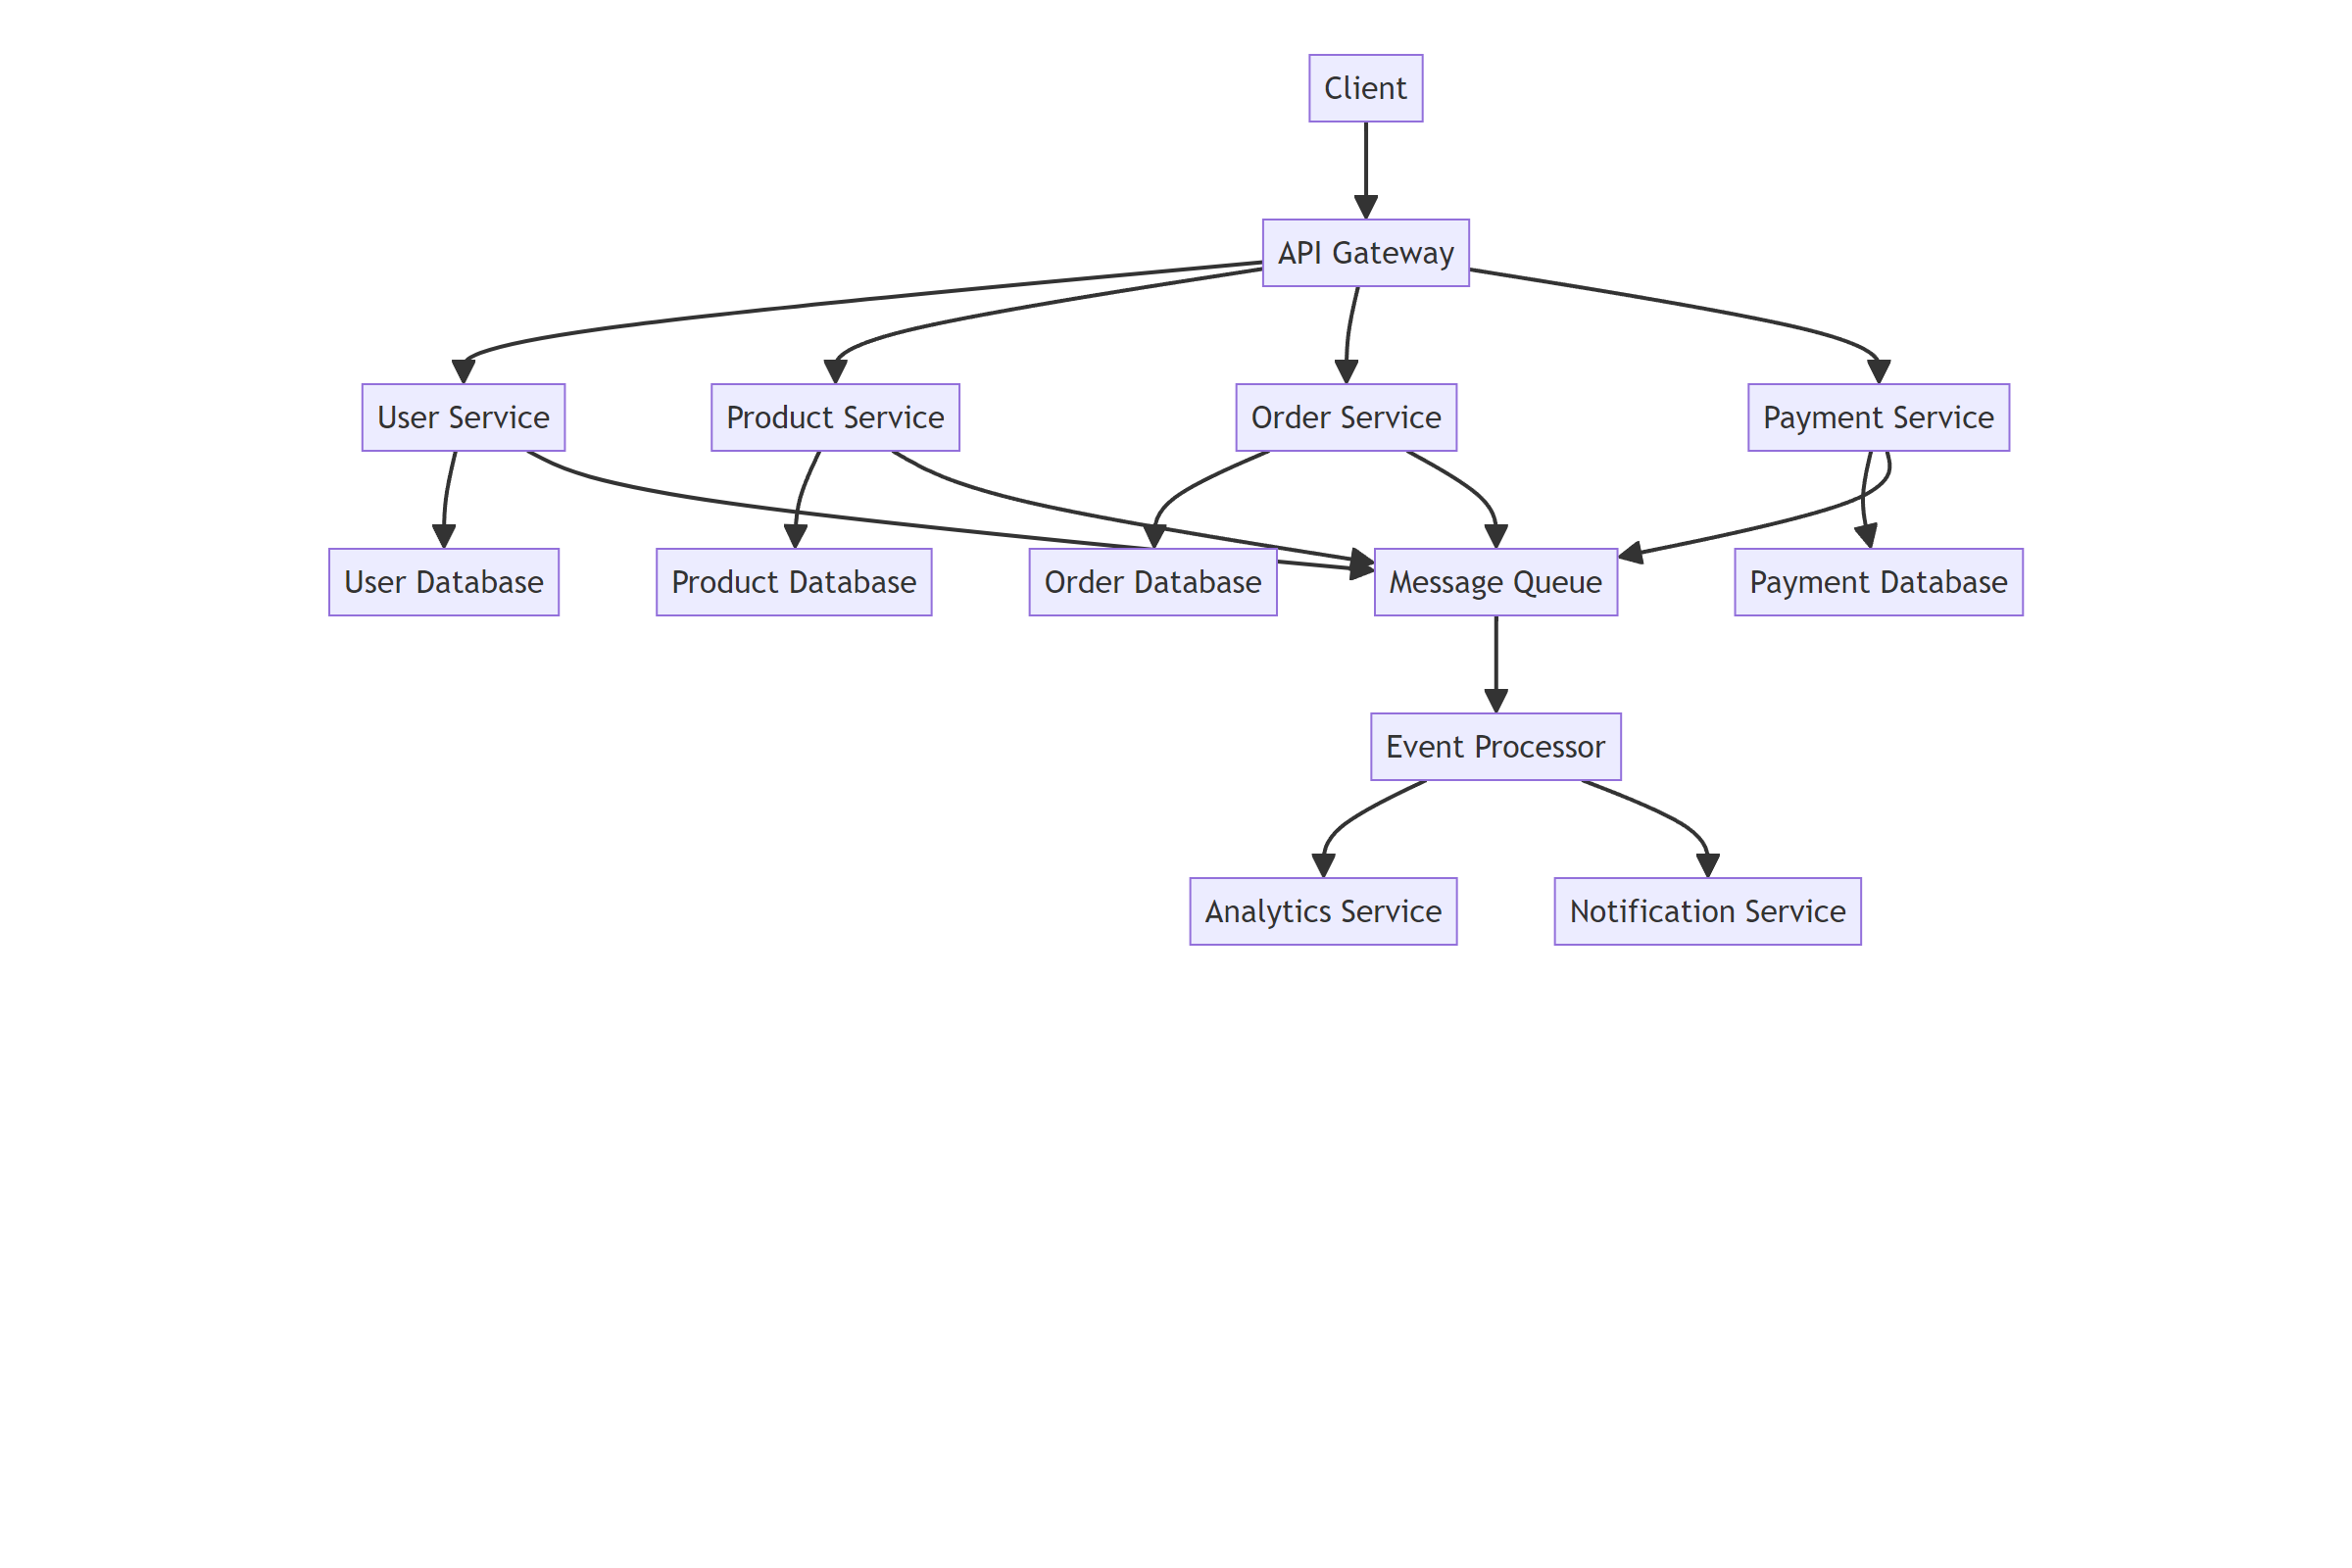 Client
API Gateway
User Service
Product Service
Order Service
Payment Service
User Database
Product Database
Order Database
Message Queue
Payment Database
Event Processor
Analytics Service
Notification Service